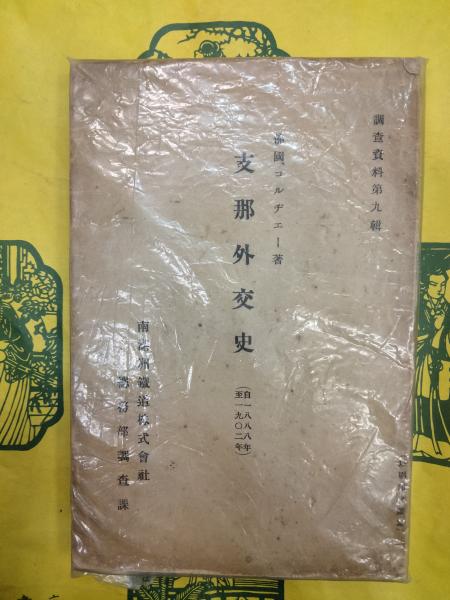 調査資料第九輯
佛國、コルヂエー著
支那外交史
(自一八八八年
至一九〇二年)
南滿洲鐵道株式會社
庶務部調査課